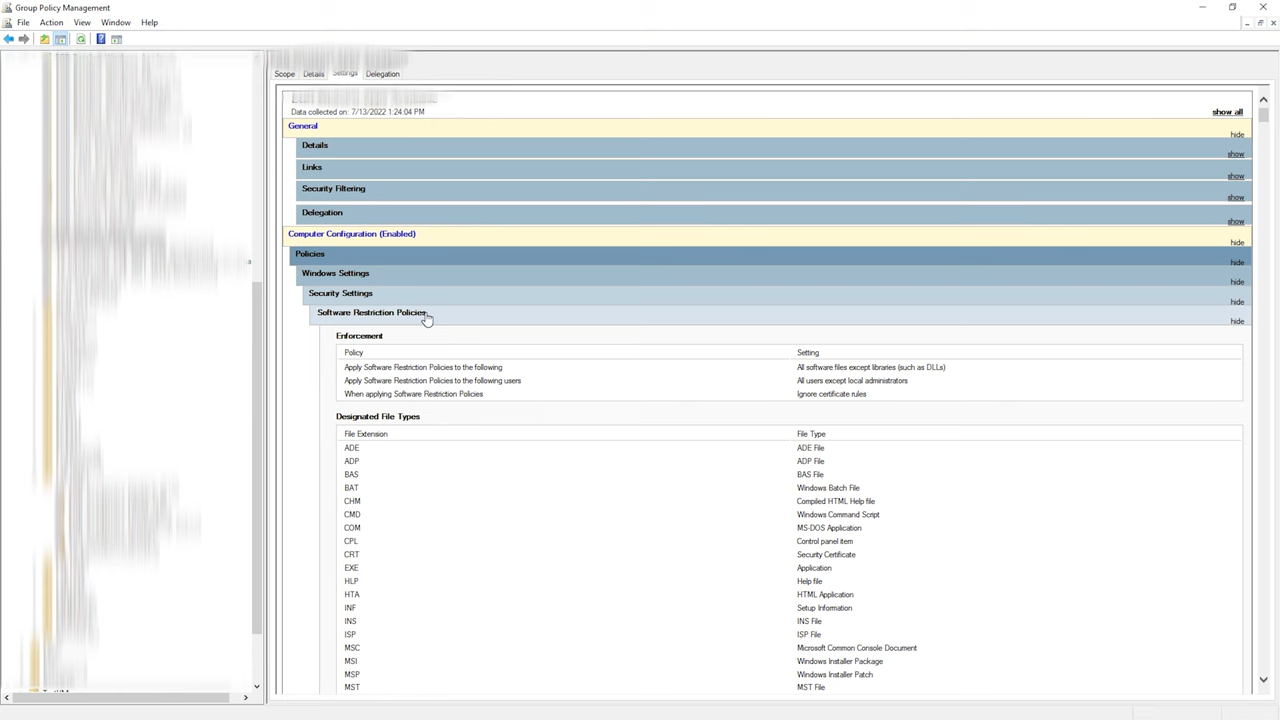 Group Policy Management
File Action View Window Help
Scope Details Settings Delegation
Data collected on: 7/13/2022 1:24:04 PM show all
General hide
Details show
Links show
Security Filtering show
Delegation show
Computer Configuration (Enabled) hide
Policies hide
Windows Settings hide
Security Settings hide
Software Restriction Policies hide
Enforcement
Policy Setting
Apply Software Restriction Policies to the following All software files except libraries (such as DLLs)
Apply Software Restriction Policies to the following users All users except local administrators
When applying Software Restriction Policies Ignore certificate rules
Designated File Types
File Extension File Type
ADE ADE File
ADP ADP File
BAS BAS File
BAT Windows Batch File
CHM Compiled HTML Help file
CMD Windows Command Script
COM MS-DOS Application
CPL Control panel item
CRT Security Certificate
EXE Application
HLP Help file
HTA HTML Application
INF Setup Information
INS INS File
ISP ISP File
MSC Microsoft Common Console Document
MSI Windows Installer Package
MSP Windows Installer Patch
MST MST File